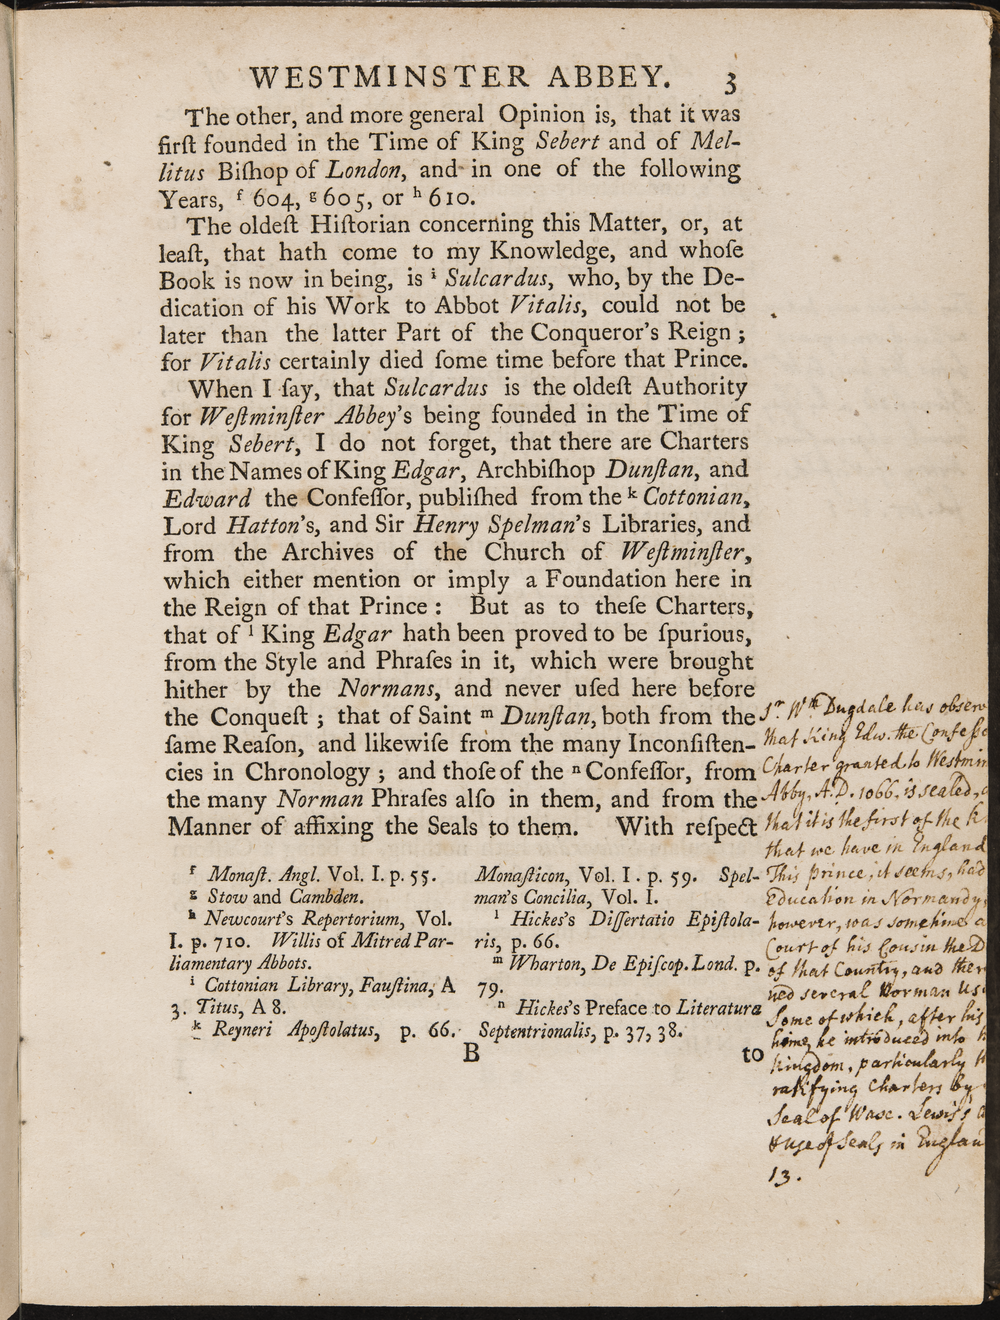 WESTMINSTER ABBEY. 3
The other, and more general Opinion is, that it was
firſt founded in the Time of King Sebert and of Mel-
litus Biſhop of London, and in one of the following
Years, f 604, g 605, or h 610.
The oldeſt Hiſtorian concerning this Matter, or, at
leaſt, that hath come to my Knowledge, and whoſe
Book is now in being, is i Sulcardus, who, by the De-
dication of his Work to Abbot Vitalis, could not be
later than the latter Part of the Conqueror's Reign ;
for Vitalis certainly died ſome time before that Prince.
When I ſay, that Sulcardus is the oldeſt Authority
for Weſtminſter Abbey's being founded in the Time of
King Sebert, I do not forget, that there are Charters
in the Names of King Edgar, Archbiſhop Dunſtan, and
Edward the Confeſſor, publiſhed from the k Cottonian,
Lord Hatton's, and Sir Henry Spelman's Libraries, and
from the Archives of the Church of Weſtminſter,
which either mention or imply a Foundation here in
the Reign of that Prince : But as to theſe Charters,
that of l King Edgar hath been proved to be ſpurious,
from the Style and Phraſes in it, which were brought
hither by the Normans, and never uſed here before
the Conqueſt ; that of Saint m Dunſtan, both from the
ſame Reaſon, and likewiſe from the many Inconſiſten-
cies in Chronology ; and thoſe of the n Confeſſor, from
the many Norman Phraſes alſo in them, and from the
Manner of affixing the Seals to them. With reſpect
f Monaſt. Angl. Vol. I. p. 55.
g Stow and Cambden.
h Newcourt's Repertorium, Vol.
I. p. 710. Willis of Mitred Par-
liamentary Abbots.
i Cottonian Library, Fauſtina, A
3. Titus, A 8.
k Reyneri Apoſtolatus, p. 66.
Monaſticon, Vol. I. p. 59. Spel-
man's Concilia, Vol. I.
l Hickes's Diſſertatio Epiſtola-
ris, p. 66.
m Wharton, De Epiſcop. Lond. p.
79.
n Hickes's Preface to Literatura
Septentrionalis, p. 37, 38.
B to
Sr. Wm Dugdale has observ
that King Edw. the Confesso
Charter granted to Westmin
Abby, A.D. 1066, is sealed,
that it is the first of the k
that we have in England
This prince, it seems, had
Education in Normandy,
however, was sometime a
Court of his Cousin the D
of that Country, and ther
ned several Norman Us
Some of which, after his
home, he introduced into
Kingdom, particularly
ratifying Charters by
Seal of Wax. Lewis's
use of Seals in Englan
13.